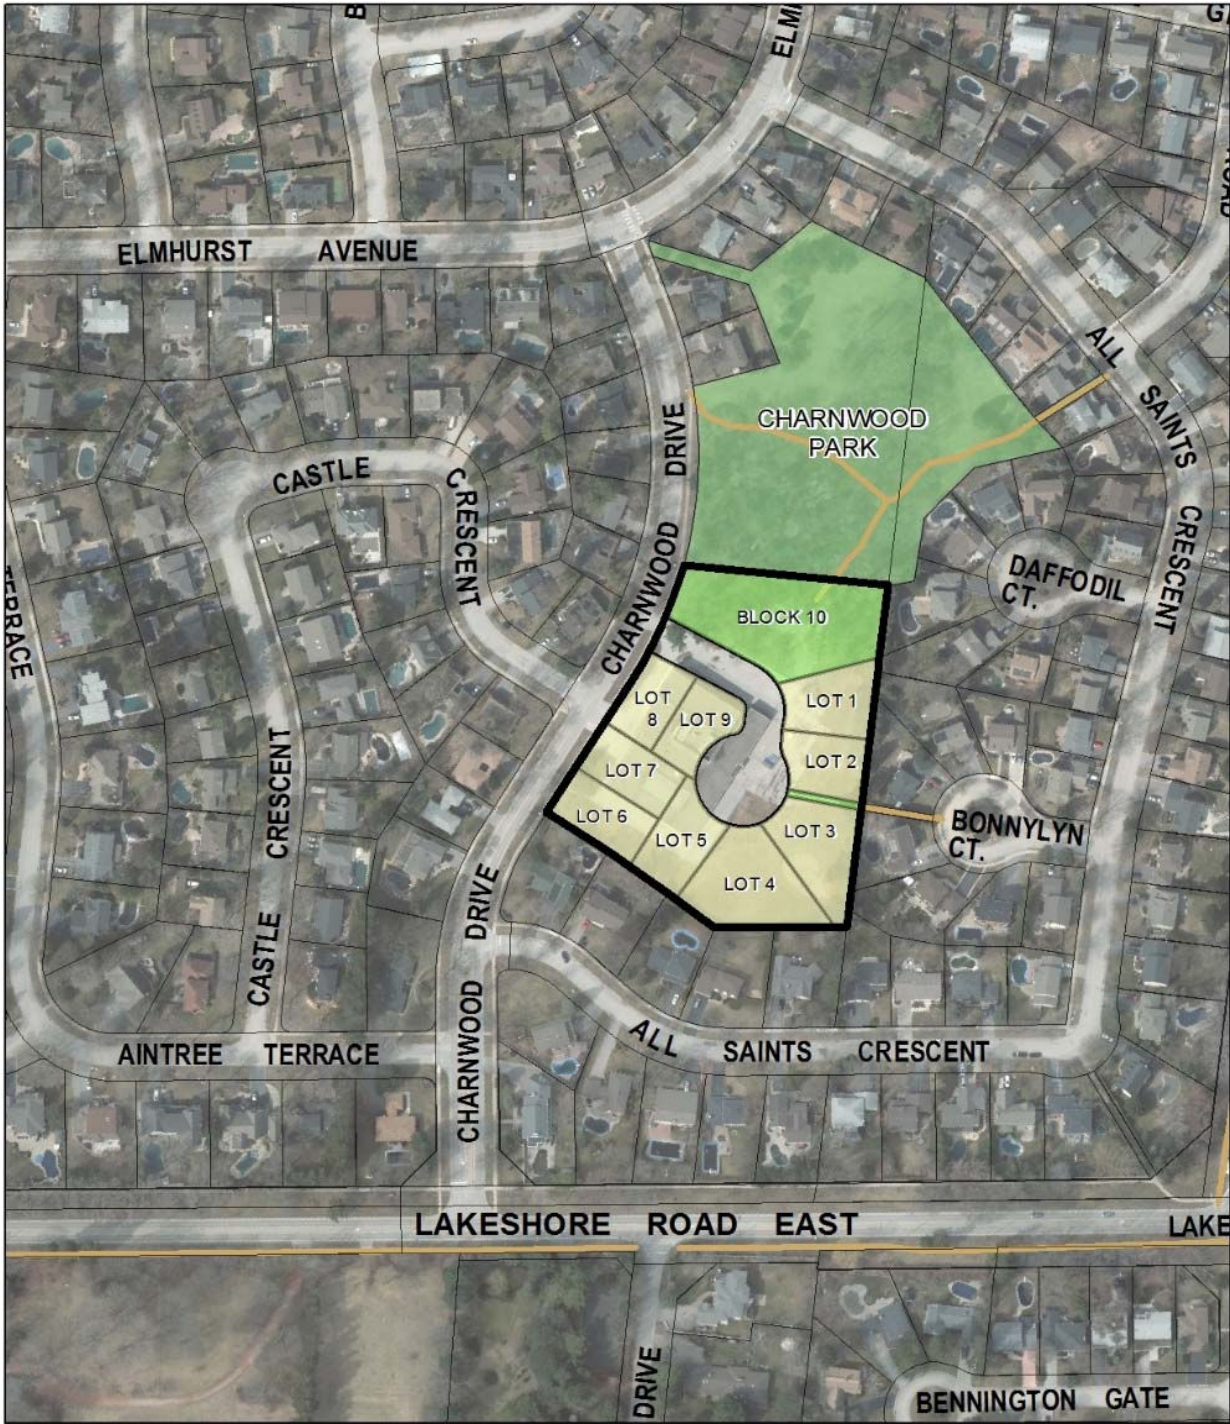 ELM
ELMHURST AVENUE
ALL SAINTS CRESCENT
CHARNWOOD
PARK
CHARNWOOD DRIVE
CASTLE CRESCENT
DAFFODIL
CT.
BLOCK 10
LOT 1
LOT
8
LOT 9
LOT 2
LOT 7
LOT 6
LOT 3
LOT 5
LOT 4
BONNYLYN
CT.
TERRACE
CASTLE CRESCENT
CHARNWOOD DRIVE
ALL SAINTS CRESCENT
AINTREE TERRACE
LAKESHORE ROAD EAST
LAKE
DRIVE
BENNINGTON GATE